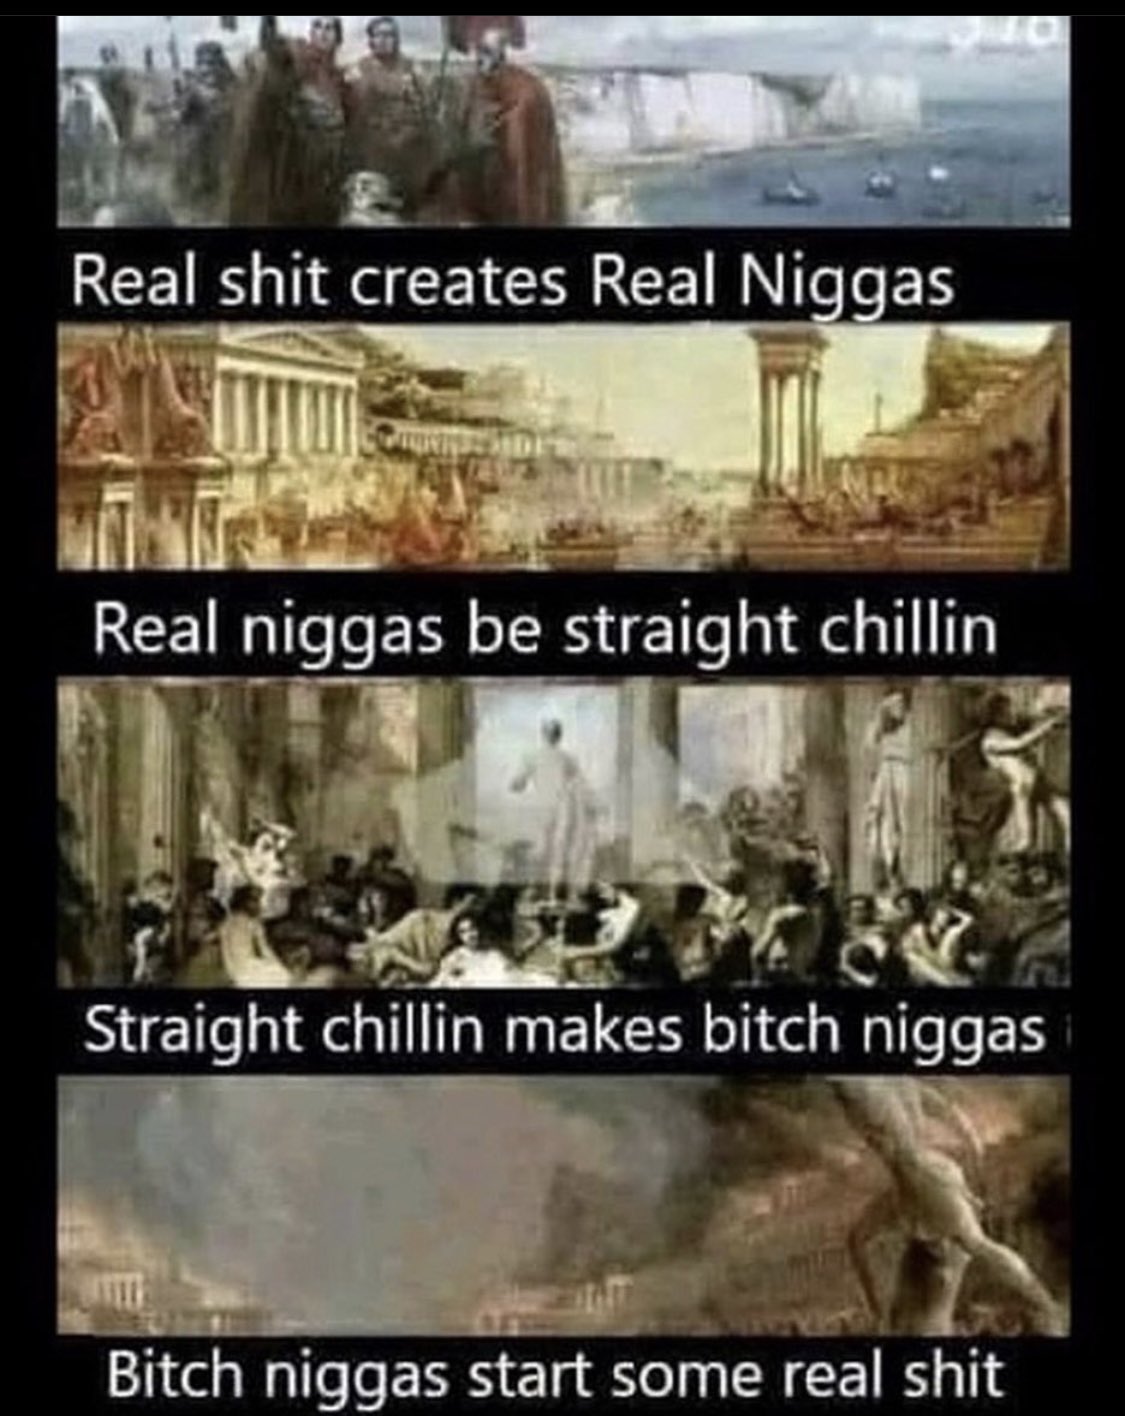 Real shit creates Real Niggas
Real niggas be straight chillin
Straight chillin makes bitch niggas
Bitch niggas start some real shit